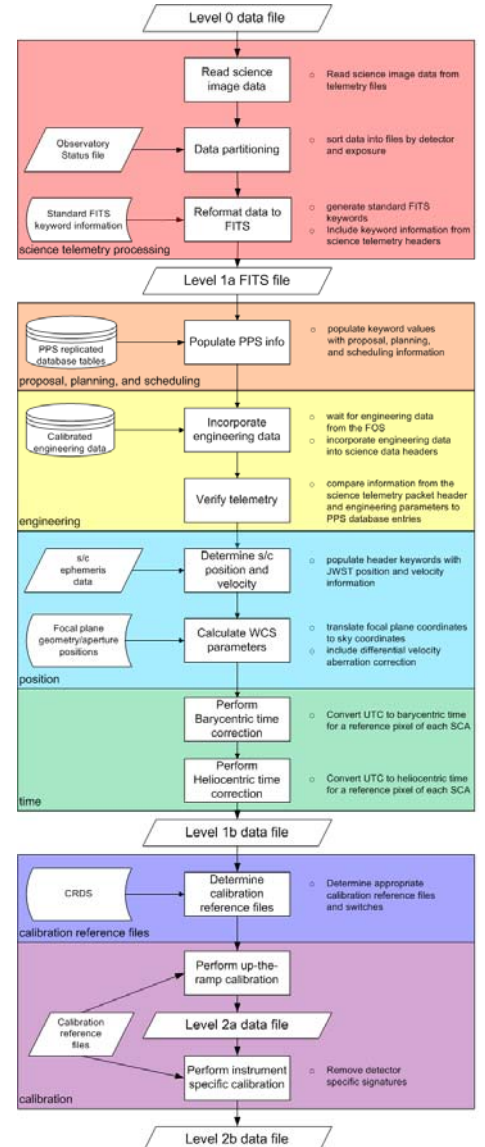 Level 0 data file
Read science
image data
o Read science image data from
telemetry files
Observatory
Status file
Data partitioning
o sort data into files by detector
and exposure
Standard FITS
keyword information
Reformat data to
FITS
o generate standard FITS
keywords
o Include keyword information from
science telemetry headers
science telemetry processing
Level 1a FITS file
PPS replicated
database tables
Populate PPS info
o populate keyword values
with proposal, planning,
and scheduling information
proposal, planning, and scheduling
Calibrated
engineering data
Incorporate
engineering data
o wait for engineering data
from the FOS
o incorporate engineering data
into science data headers
Verify telemetry
o compare information from the
science telemetry packet header
and engineering parameters to
PPS database entries
engineering
s/c
ephemeris
data
Determine s/c
position and
velocity
o populate header keywords with
JWST position and velocity
information
Focal plane
geometry/aperture
positions
Calculate WCS
parameters
o translate focal plane coordinates
to sky coordinates
o include differential velocity
aberration correction
position
Perform
Barycentric time
correction
o Convert UTC to barycentric time
for a reference pixel of each SCA
Perform
Heliocentric time
correction
o Convert UTC to heliocentric time
for a reference pixel of each SCA
time
Level 1b data file
CRDS
Determine
calibration
reference files
o Determine appropriate
calibration reference files
and switches
calibration reference files
Perform up-the-
ramp calibration
Calibration
reference
files
Level 2a data file
Perform instrument
specific calibration
o Remove detector
specific signatures
calibration
Level 2b data file